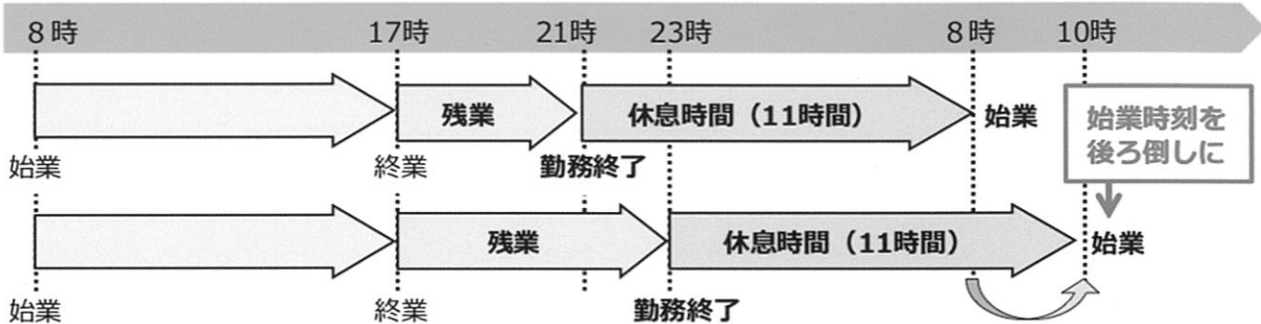 8時 17時 21時 23時 8時 10時
残業 休息時間（11時間） 始業
始業時刻を
後ろ倒しに
始業 終業 勤務終了
残業 休息時間（11時間） 始業
始業 終業 勤務終了